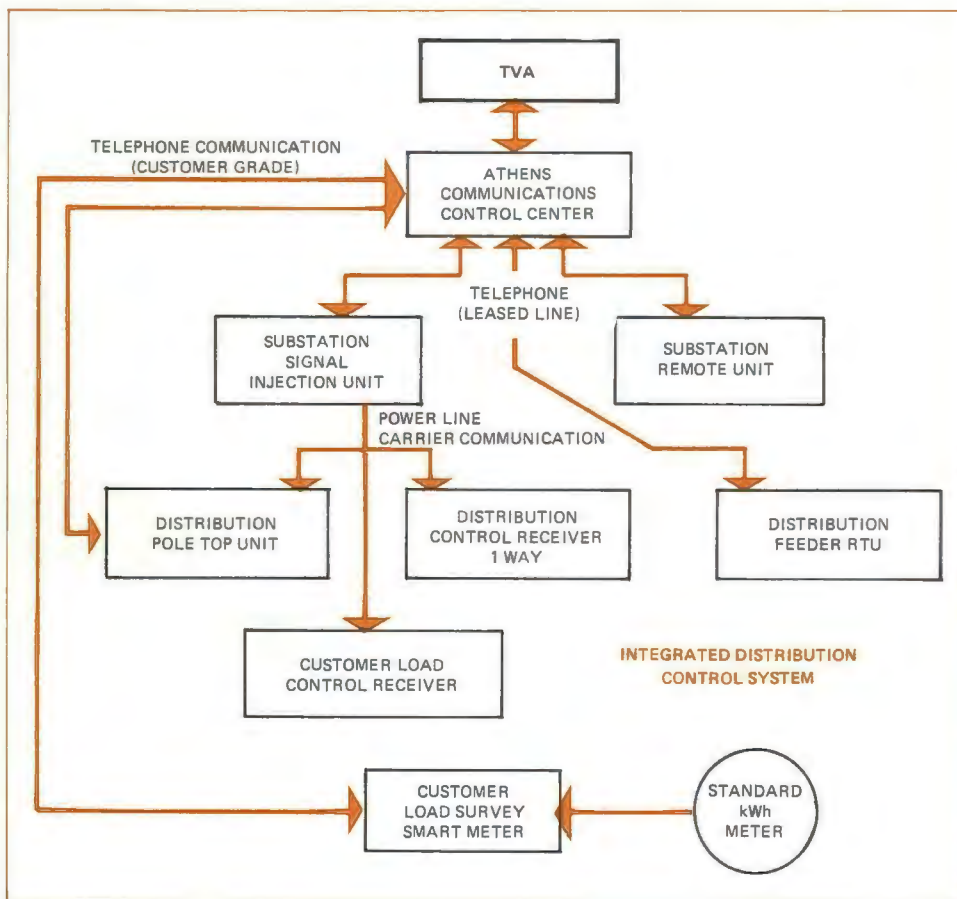 TVA
TELEPHONE COMMUNICATION
(CUSTOMER GRADE)
ATHENS
COMMUNICATIONS
CONTROL CENTER
TELEPHONE
(LEASED LINE)
SUBSTATION
SIGNAL
INJECTION UNIT
SUBSTATION
REMOTE UNIT
POWER LINE
CARRIER COMMUNICATION
DISTRIBUTION
POLE TOP UNIT
DISTRIBUTION
CONTROL RECEIVER
1 WAY
DISTRIBUTION
FEEDER RTU
CUSTOMER LOAD
CONTROL RECEIVER
INTEGRATED DISTRIBUTION
CONTROL SYSTEM
CUSTOMER
LOAD SURVEY
SMART METER
STANDARD
kWh
METER